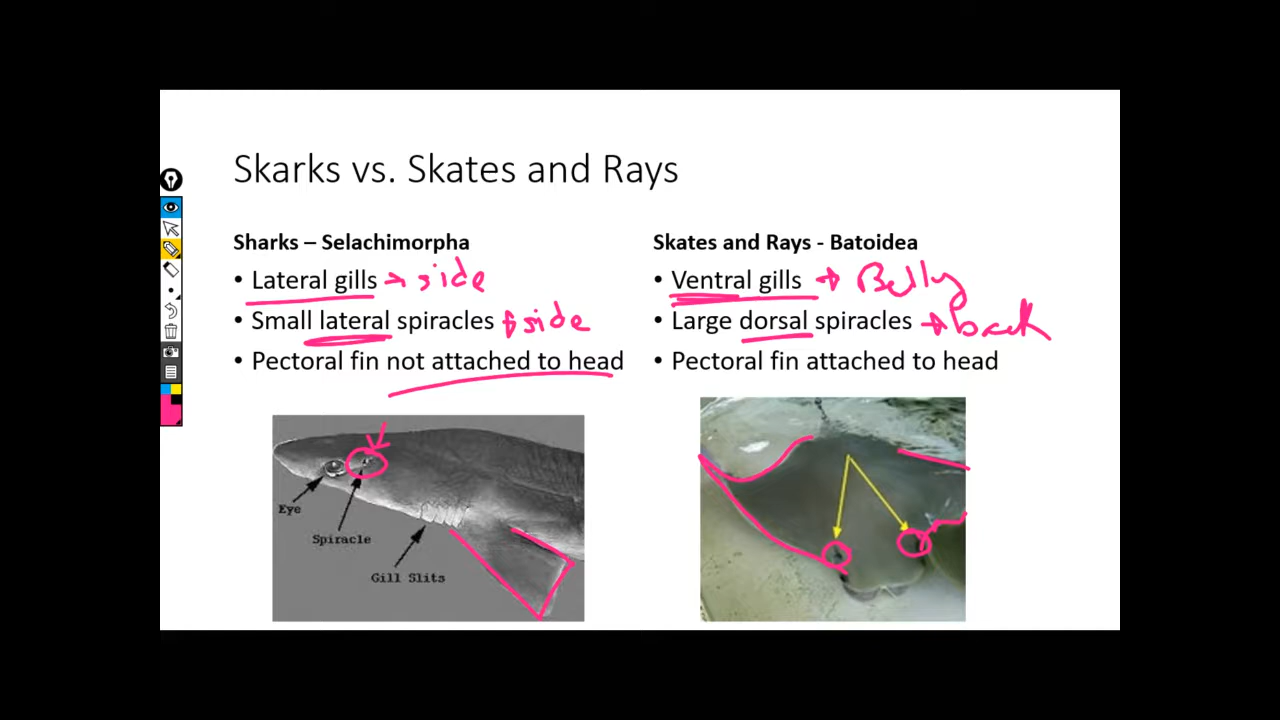 Skarks vs. Skates and Rays
Sharks – Selachimorpha
• Lateral gills → side
• Small lateral spiracles → side
• Pectoral fin not attached to head
Eye
Spiracle
Gill Slits
Skates and Rays - Batoidea
• Ventral gills → Belly
• Large dorsal spiracles → back
• Pectoral fin attached to head